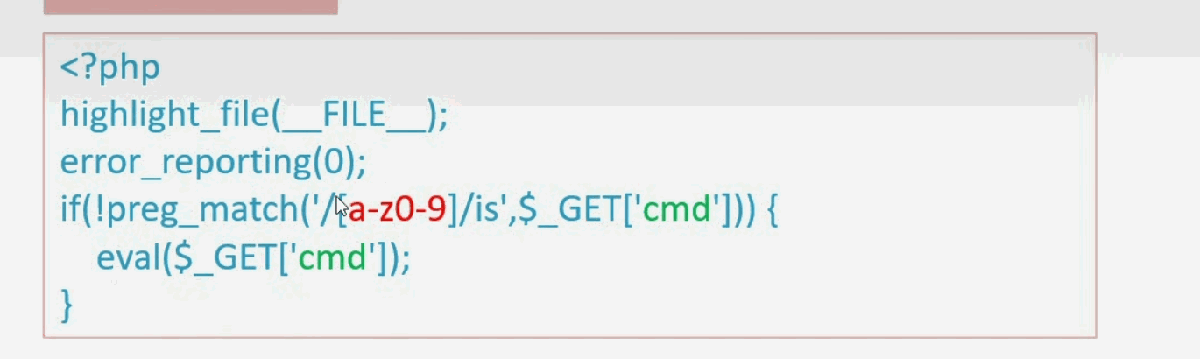 <?php
highlight_file(__FILE__);
error_reporting(0);
if(!preg_match('/[a-z0-9]/is',$_GET['cmd'])) {
eval($_GET['cmd']);
}